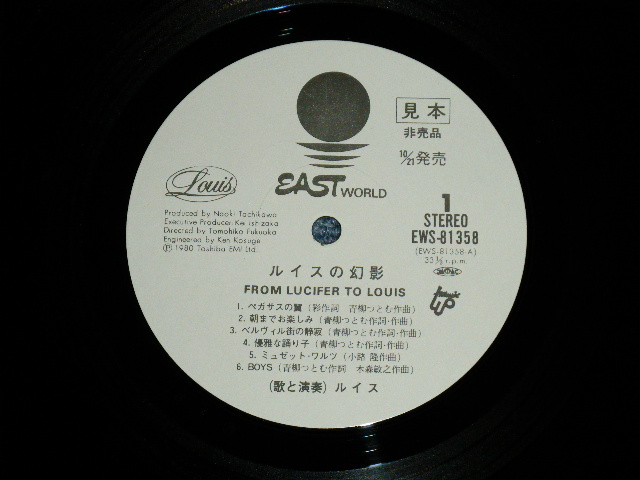 見本
非売品
10/21発売
Louis
EAST WORLD
Produced by Naoki Tachikawa
Executive Producer Kei Ishizaka
Directed by Tomohiko Fukuoka
Engineered by Ken Kosuge
Ⓟ 1980 Toshiba EMI Ltd.
1
STEREO
EWS-81358
(EWS-81358-A)
33⅓ r.p.m.
ルイスの幻影
FROM LUCIFER TO LOUIS
1. ペガサスの翼 (彩作詞 青柳つとむ作曲)
2. 朝までお楽しみ (青柳つとむ作詞・作曲)
3. ベルヴィル街の静寂 (青柳つとむ作詞・作曲)
4. 優雅な踊り子 (青柳つとむ作詞・作曲)
5. ミュゼット・ワルツ (小路 隆作曲)
6. BOYS (青柳つとむ作詞 木森敏之作曲)
(歌と演奏) ルイス